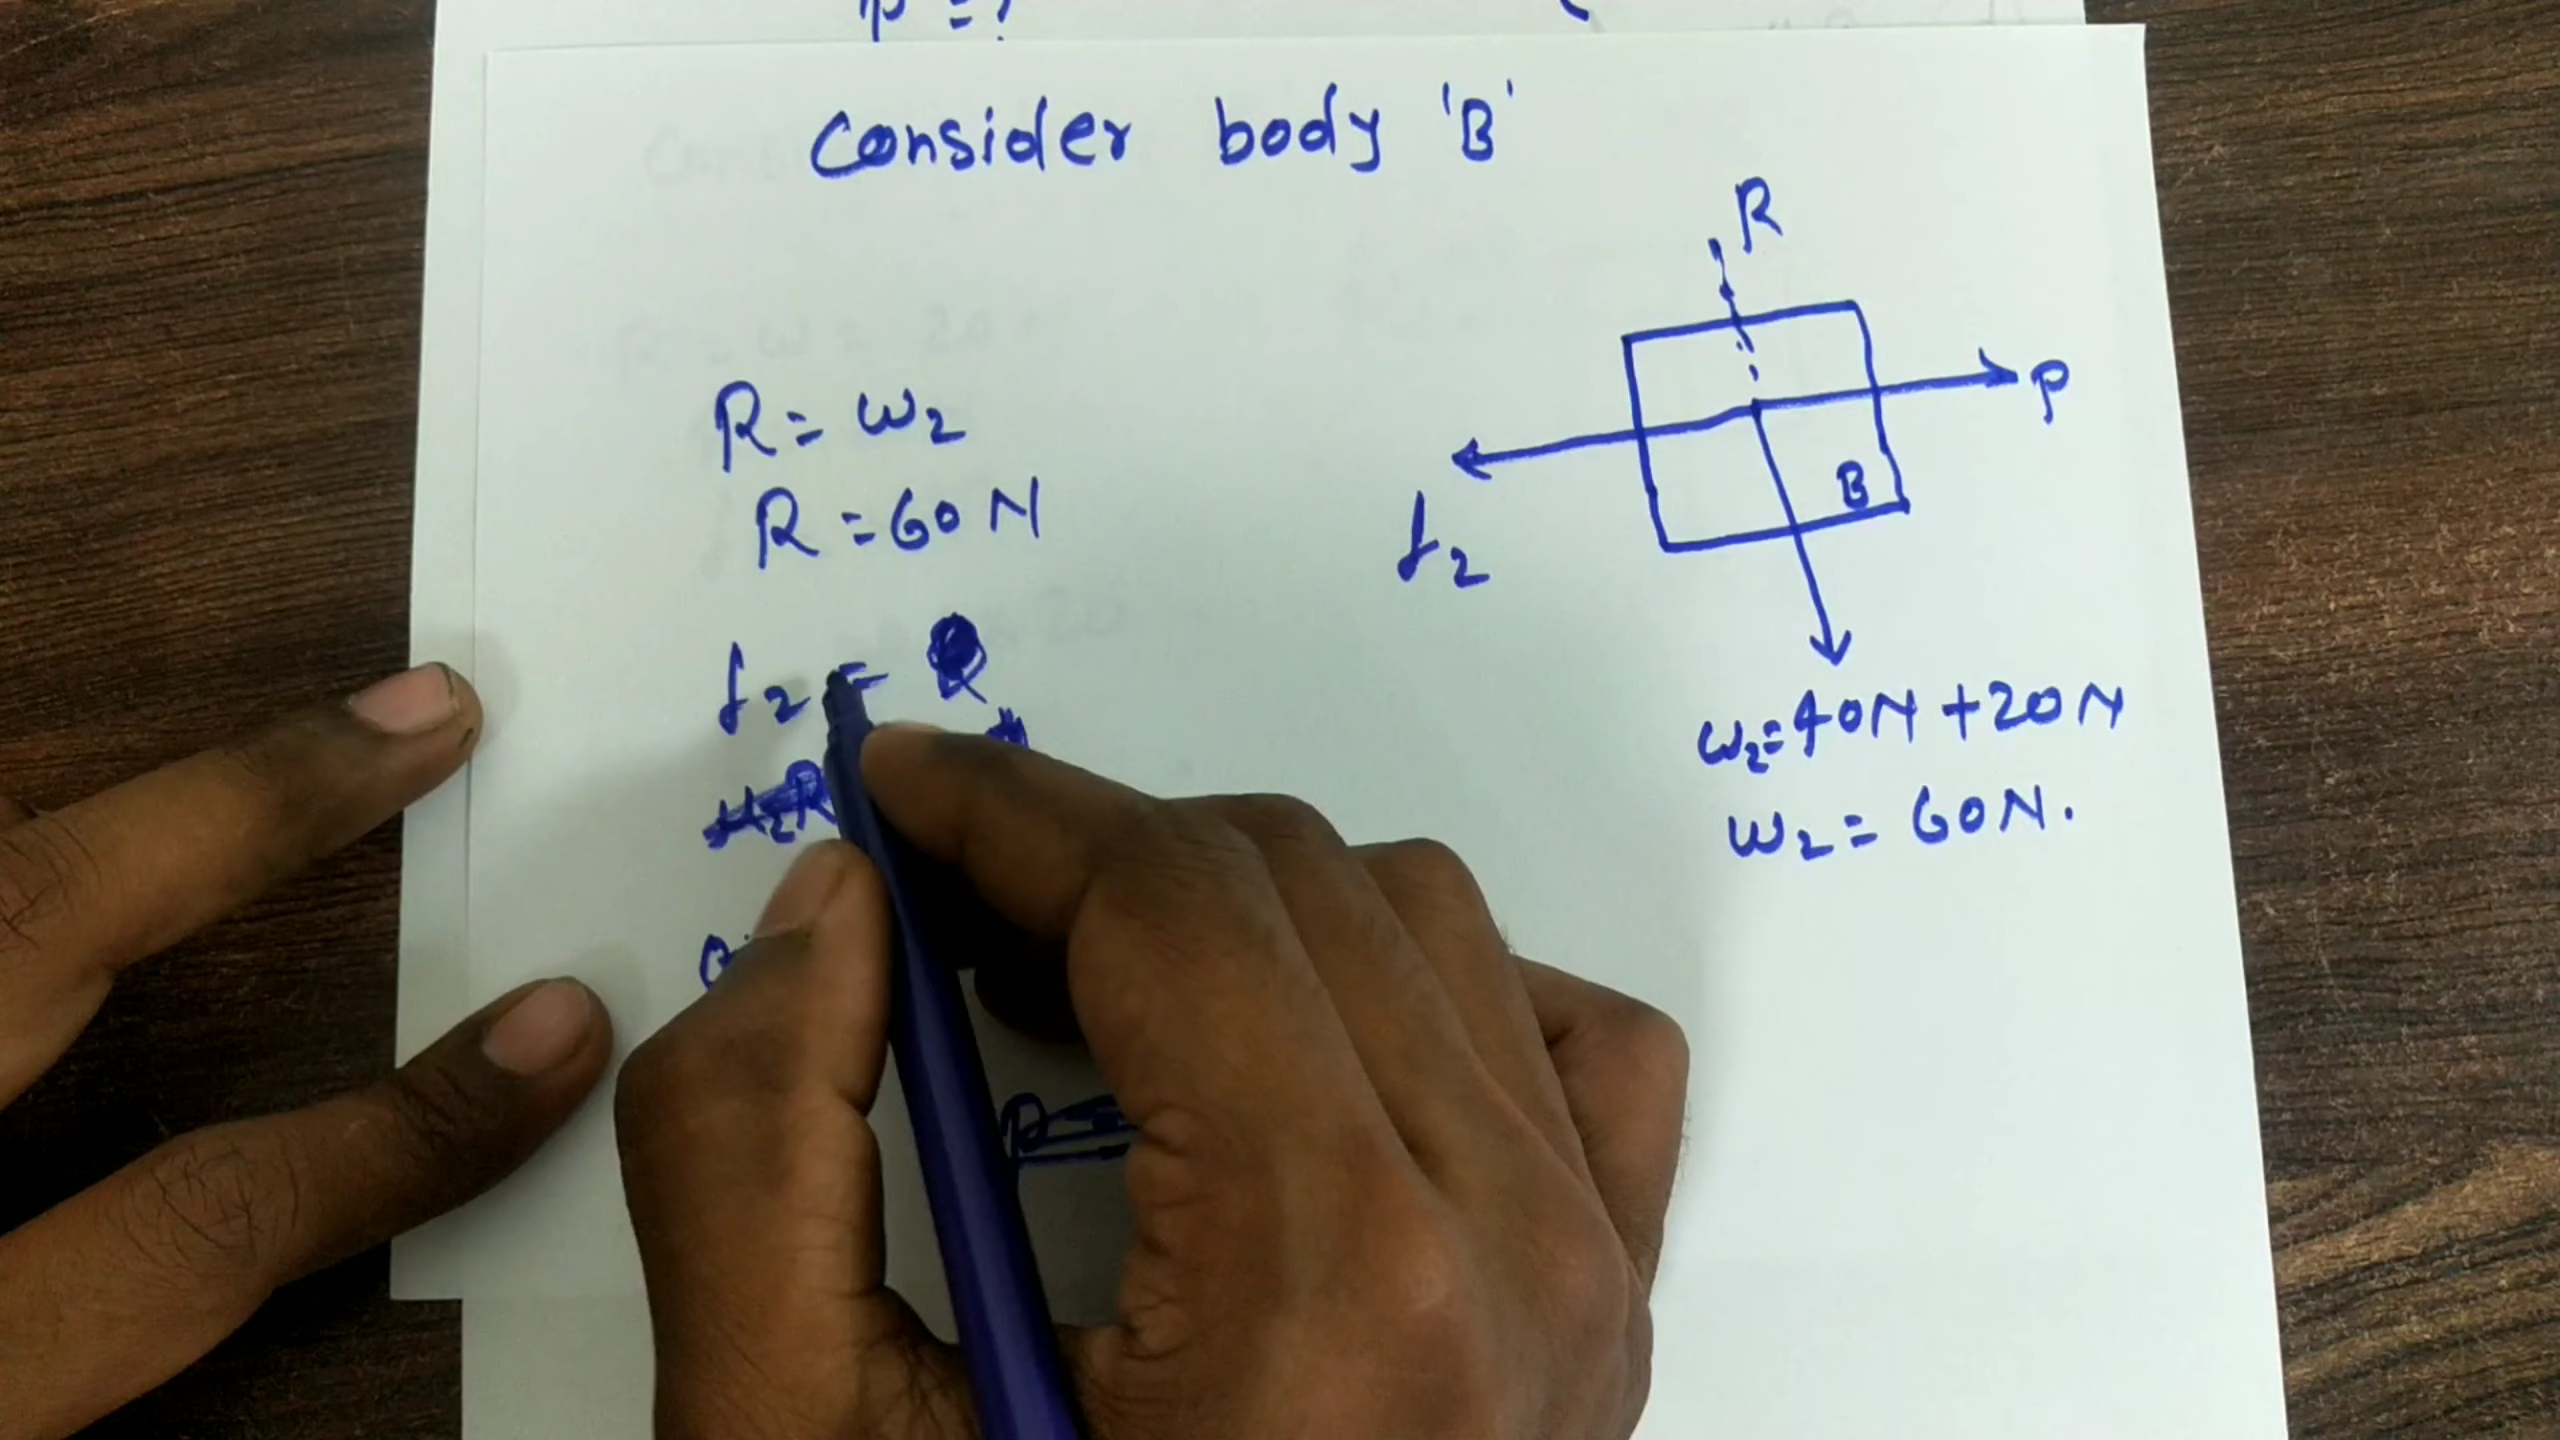 P = ?
Consider body 'B'
R
P
R = W2
B
R = 60 N
f2
f2 =
W2 = 40N + 20N
W2 = 60N.
P